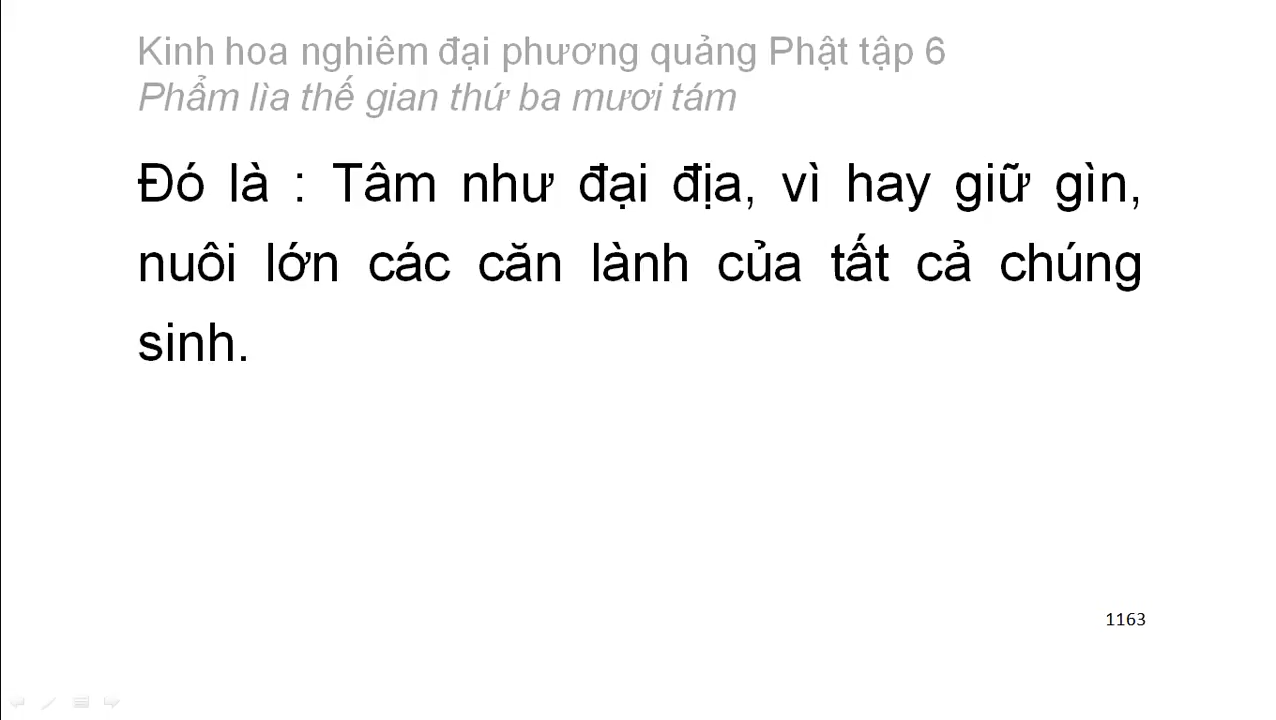 Kinh hoa nghiêm đại phương quảng Phật tập 6
Phẩm lìa thế gian thứ ba mươi tám
Đó là : Tâm như đại địa, vì hay giữ gìn,
nuôi lớn các căn lành của tất cả chúng
sinh.
1163